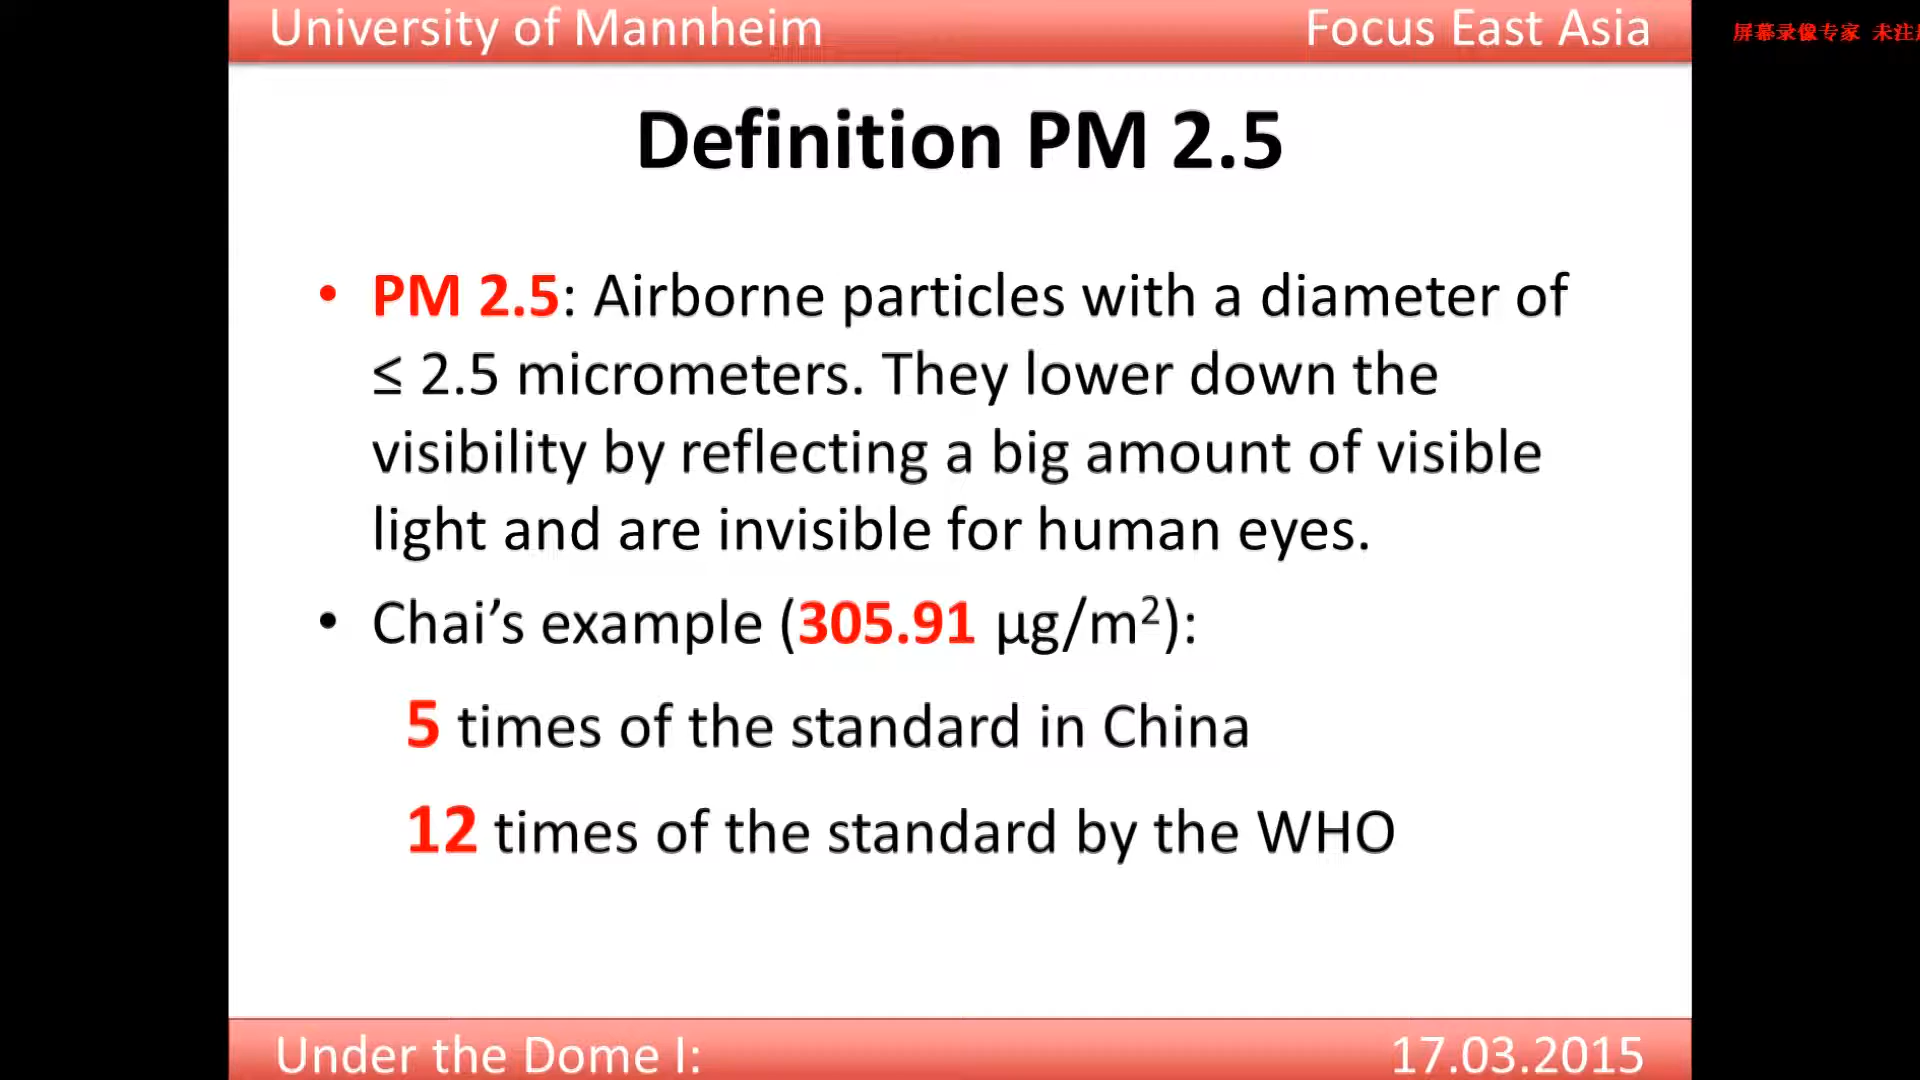 University of Mannheim
Focus East Asia
屏幕录像专家 未注
Definition PM 2.5
• PM 2.5: Airborne particles with a diameter of
≤ 2.5 micrometers. They lower down the
visibility by reflecting a big amount of visible
light and are invisible for human eyes.
• Chai’s example (305.91 µg/m²):
5 times of the standard in China
12 times of the standard by the WHO
Under the Dome I:
17.03.2015